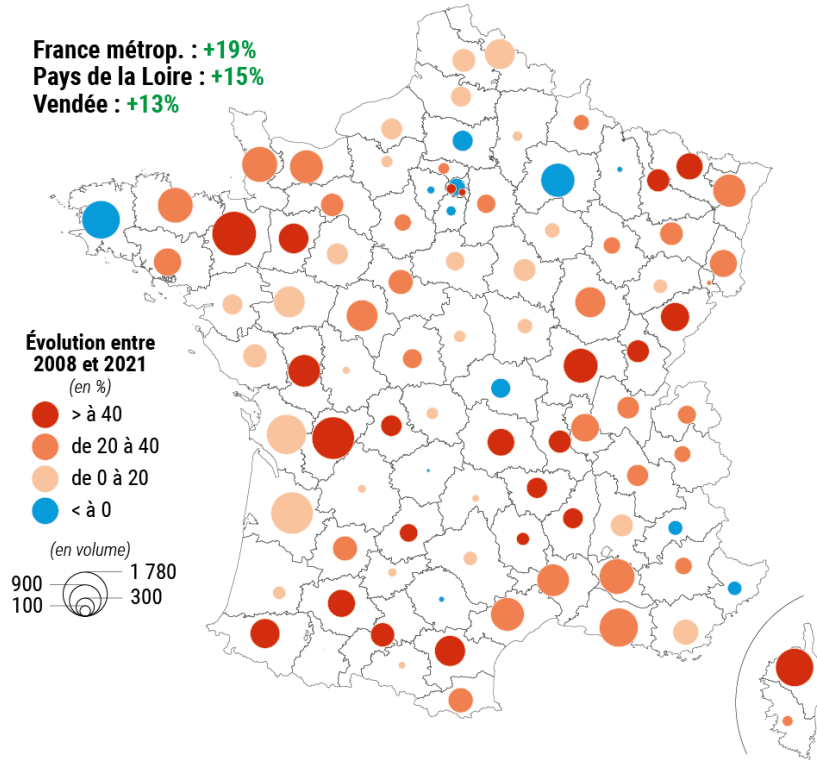 France métrop. : +19%
Pays de la Loire : +15%
Vendée : +13%
Évolution entre
2008 et 2021
(en %)
> à 40
de 20 à 40
de 0 à 20
< à 0
(en volume)
1 780
900
300
100